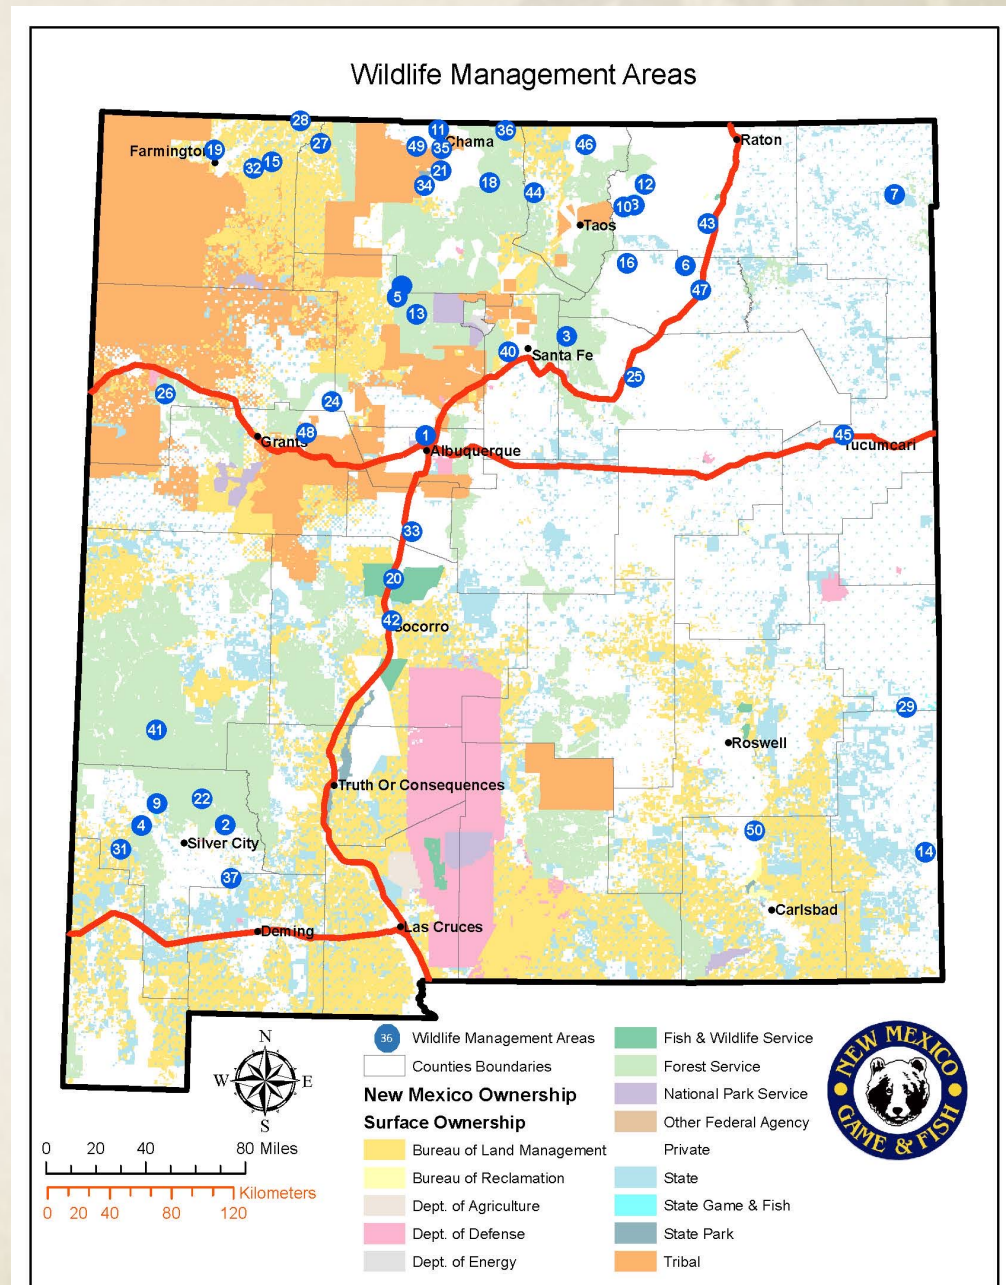 Wildlife Management Areas
28
11
36
Raton
Farmington
19
27
49
35
Chama
46
32
15
21
34
18
44
12
7
10
3
Taos
43
16
6
5
47
13
3
40
Santa Fe
25
26
24
48
Grants
1
Albuquerque
45
Tucumcari
33
20
42
Socorro
29
41
Roswell
Truth Or Consequences
9
22
4
2
50
31
Silver City
14
37
Carlsbad
Deming
Las Cruces
N
W
E
S
0 20 40 80 Miles
Kilometers
0 20 40 80 120
36 Wildlife Management Areas
Counties Boundaries
New Mexico Ownership
Surface Ownership
Bureau of Land Management
Bureau of Reclamation
Dept. of Agriculture
Dept. of Defense
Dept. of Energy
Fish & Wildlife Service
Forest Service
National Park Service
Other Federal Agency
Private
State
State Game & Fish
State Park
Tribal
NEW MEXICO
GAME & FISH